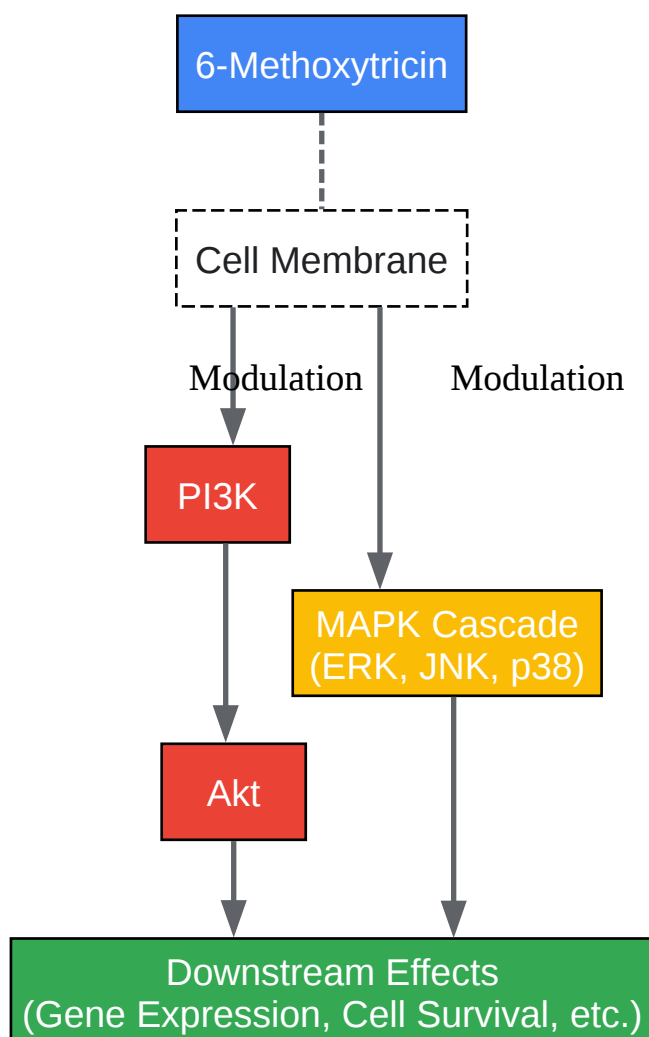 6-Methoxytricin
Cell Membrane
Modulation
Modulation
PI3K
MAPK Cascade
(ERK, JNK, p38)
Akt
Downstream Effects
(Gene Expression, Cell Survival, etc.)